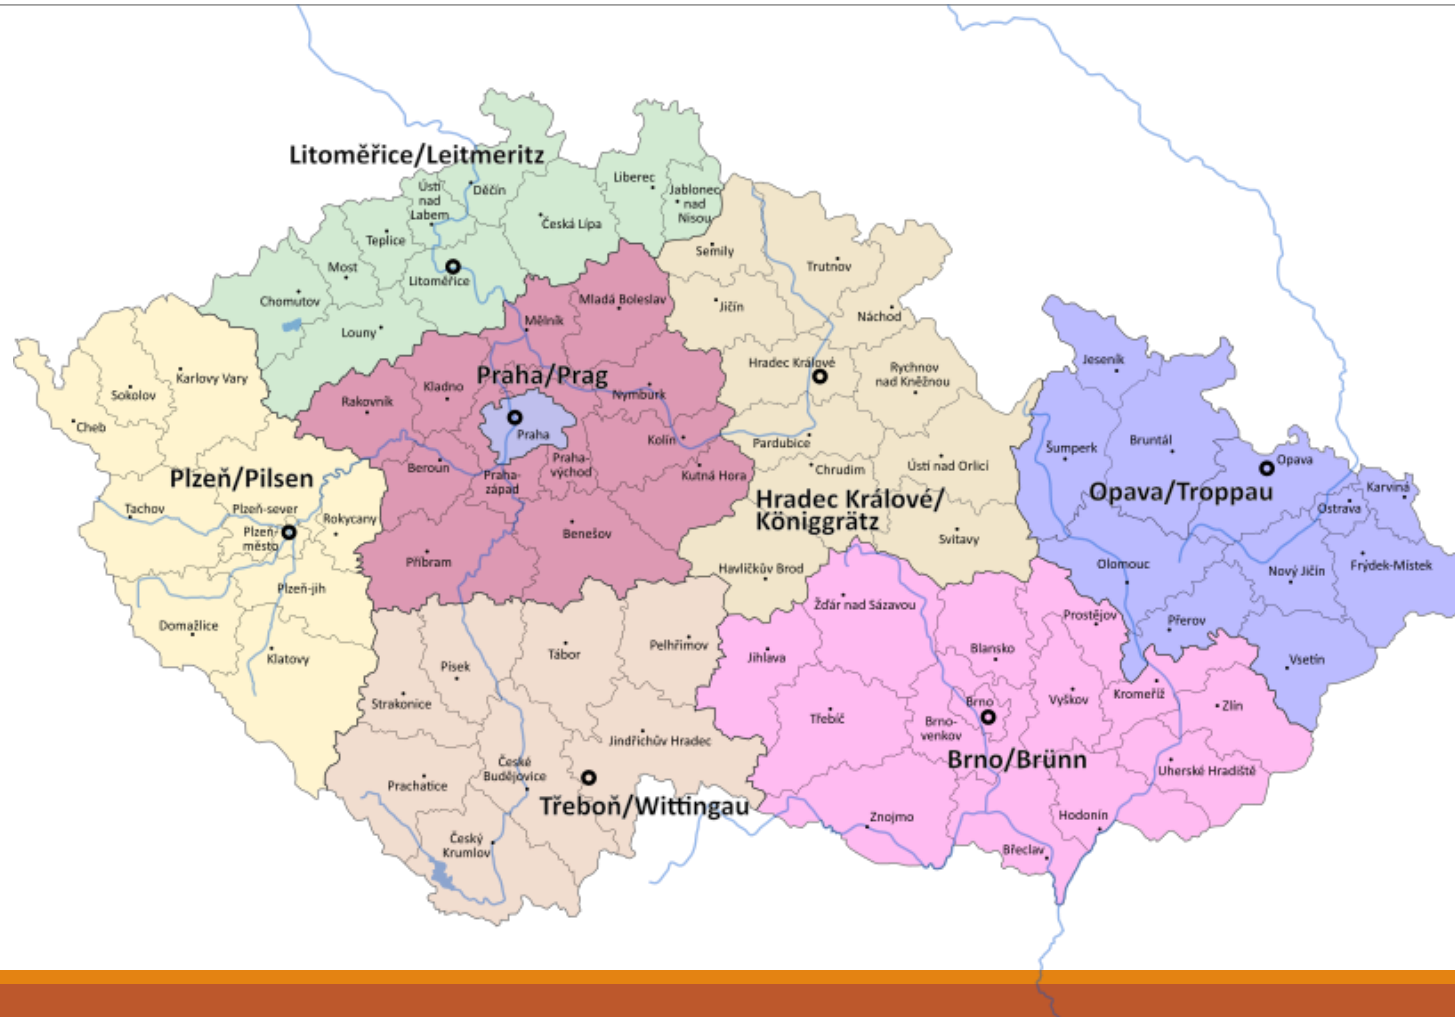 Litoměřice/Leitmeritz
Ústí
nad
Labem
Děčín
Česká Lípa
Liberec
Jablonec
nad
Nisou
Teplice
Most
Chomutov
Litoměřice
Louny
Semily
Trutnov
Jičín
Náchod
Hradec Králové
Rychnov
nad Kněžnou
Pardubice
Chrudim
Ústí nad Orlicí
Hradec Králové/
Königgrätz
Svitavy
Havlíčkův Brod
Mladá Boleslav
Mělník
Praha/Prag
Kladno
Rakovník
Nymburk
Praha
Kolín
Beroun
Praha-
západ
Praha-
východ
Kutná Hora
Benešov
Příbram
Karlovy Vary
Sokolov
Cheb
Plzeň/Pilsen
Tachov
Plzeň-sever
Plzeň-
město
Rokycany
Plzeň-jih
Domažlice
Klatovy
Jeseník
Šumperk
Bruntál
Opava
Opava/Troppau
Karviná
Ostrava
Olomouc
Nový Jičín
Frýdek-Místek
Přerov
Vsetín
Pelhřimov
Tábor
Písek
Strakonice
Jindřichův Hradec
České
Budějovice
Prachatice
Třeboň/Wittingau
Český
Krumlov
Žďár nad Sázavou
Prostějov
Jihlava
Blansko
Třebíč
Brno
Brno-
venkov
Vyškov
Kromeříž
Zlín
Brno/Brünn
Uherské Hradiště
Znojmo
Hodonín
Břeclav